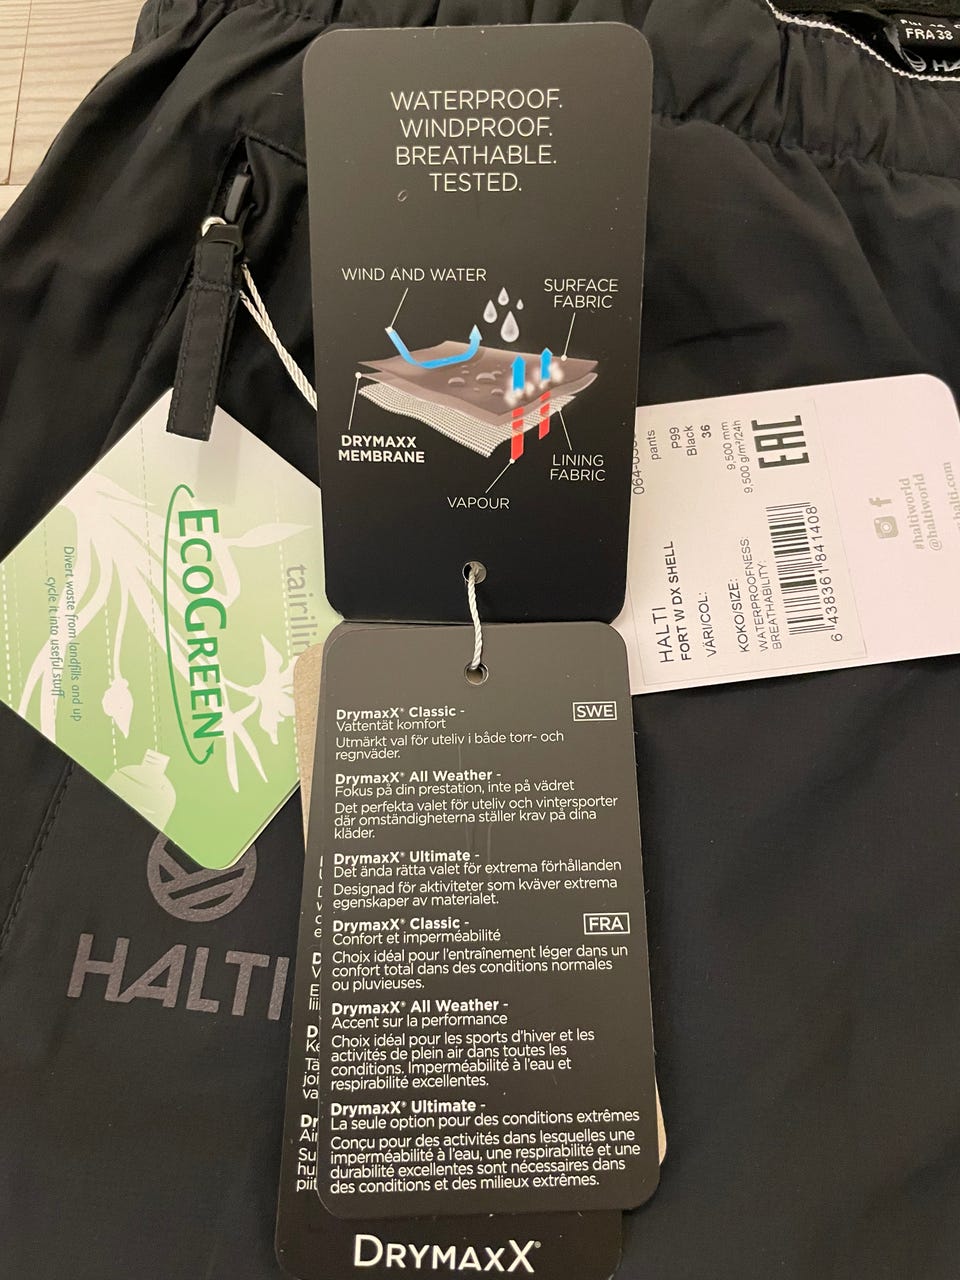 FRA 38
WATERPROOF.
WINDPROOF.
BREATHABLE.
TESTED.
WIND AND WATER
SURFACE
FABRIC
DRYMAXX
MEMBRANE
LINING
FABRIC
VAPOUR
ECOGREEN
Divert waste from landfills and up
cycle it into useful stuff
HALTI
FORT W DX SHELL
pants
VÄRI/COL:
P99
Black
KOKO/SIZE:
36
WATERPROOFNESS
9,500 mm
BREATHABILITY:
9,500 g/m²/24h
EAC
6 438361 841408
#haltiworld
@haltiworld
halti.com
DrymaxX® Classic -
SWE
Vattentät komfort
Utmärkt val för uteliv i både torr- och
regnväder.
DrymaxX® All Weather -
Fokus på din prestation, inte på vädret
Det perfekta valet för uteliv och vintersporter
där omständigheterna ställer krav på dina
kläder.
DrymaxX® Ultimate -
Det ända rätta valet för extrema förhållanden
Designad för aktiviteter som kväver extrema
egenskaper av materialet.
DrymaxX® Classic -
FRA
Confort et imperméabilité
Choix idéal pour l'entraînement léger dans un
confort total dans des conditions normales
ou pluvieuses.
DrymaxX® All Weather -
Accent sur la performance
Choix idéal pour les sports d'hiver et les
activités de plein air dans toutes les
conditions. Imperméabilité à l'eau et
respirabilité excellentes.
DrymaxX® Ultimate -
La seule option pour des conditions extrêmes
Conçu pour des activités dans lesquelles une
imperméabilité à l'eau, une respirabilité et une
durabilité excellentes sont nécessaires dans
des conditions et des milieux extrêmes.
HALTI
DRYMAXX®